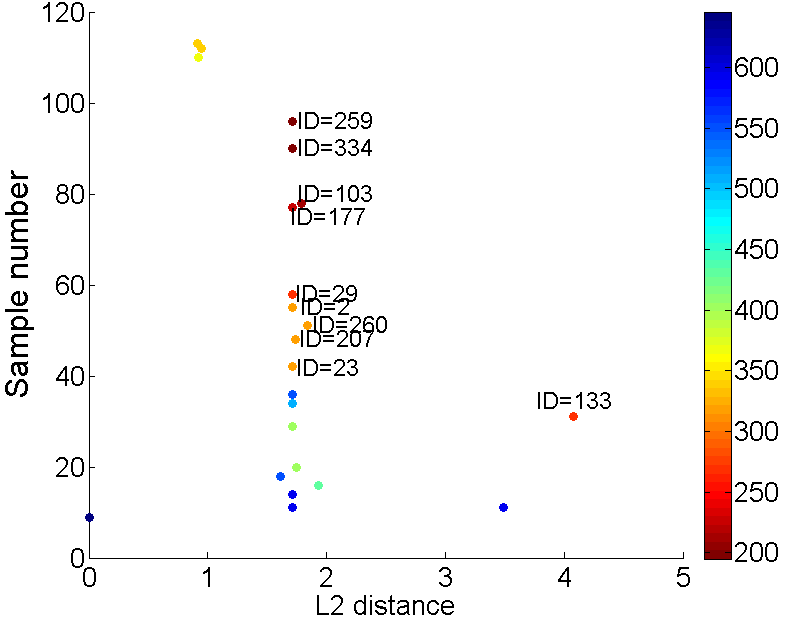 120
100
80
60
40
20
0
Sample number
ID=259
ID=334
ID=103
ID=177
ID=29
ID=2
ID=260
ID=207
ID=23
ID=133
0 1 2 3 4 5
L2 distance
600
550
500
450
400
350
300
250
200